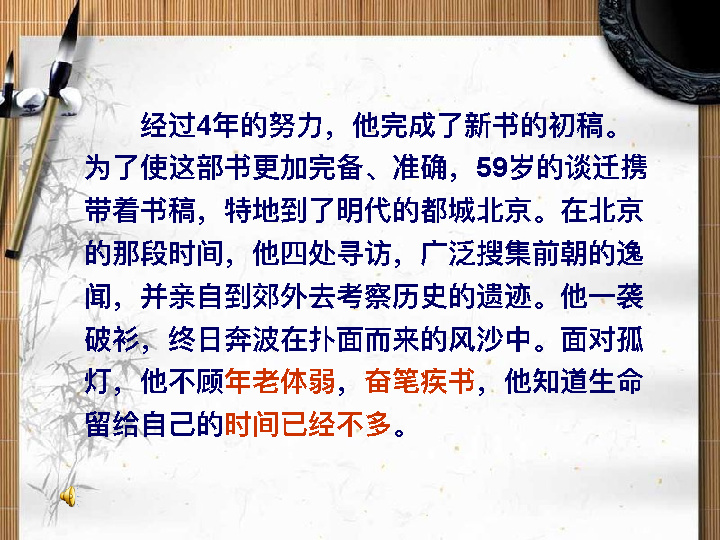 经过4年的努力，他完成了新书的初稿。
为了使这部书更加完备、准确，59岁的谈迁携
带着书稿，特地到了明代的都城北京。在北京
的那段时间，他四处寻访，广泛搜集前朝的逸
闻，并亲自到郊外去考察历史的遗迹。他一袭
破衫，终日奔波在扑面而来的风沙中。面对孤
灯，他不顾年老体弱，奋笔疾书，他知道生命
留给自己的时间已经不多。